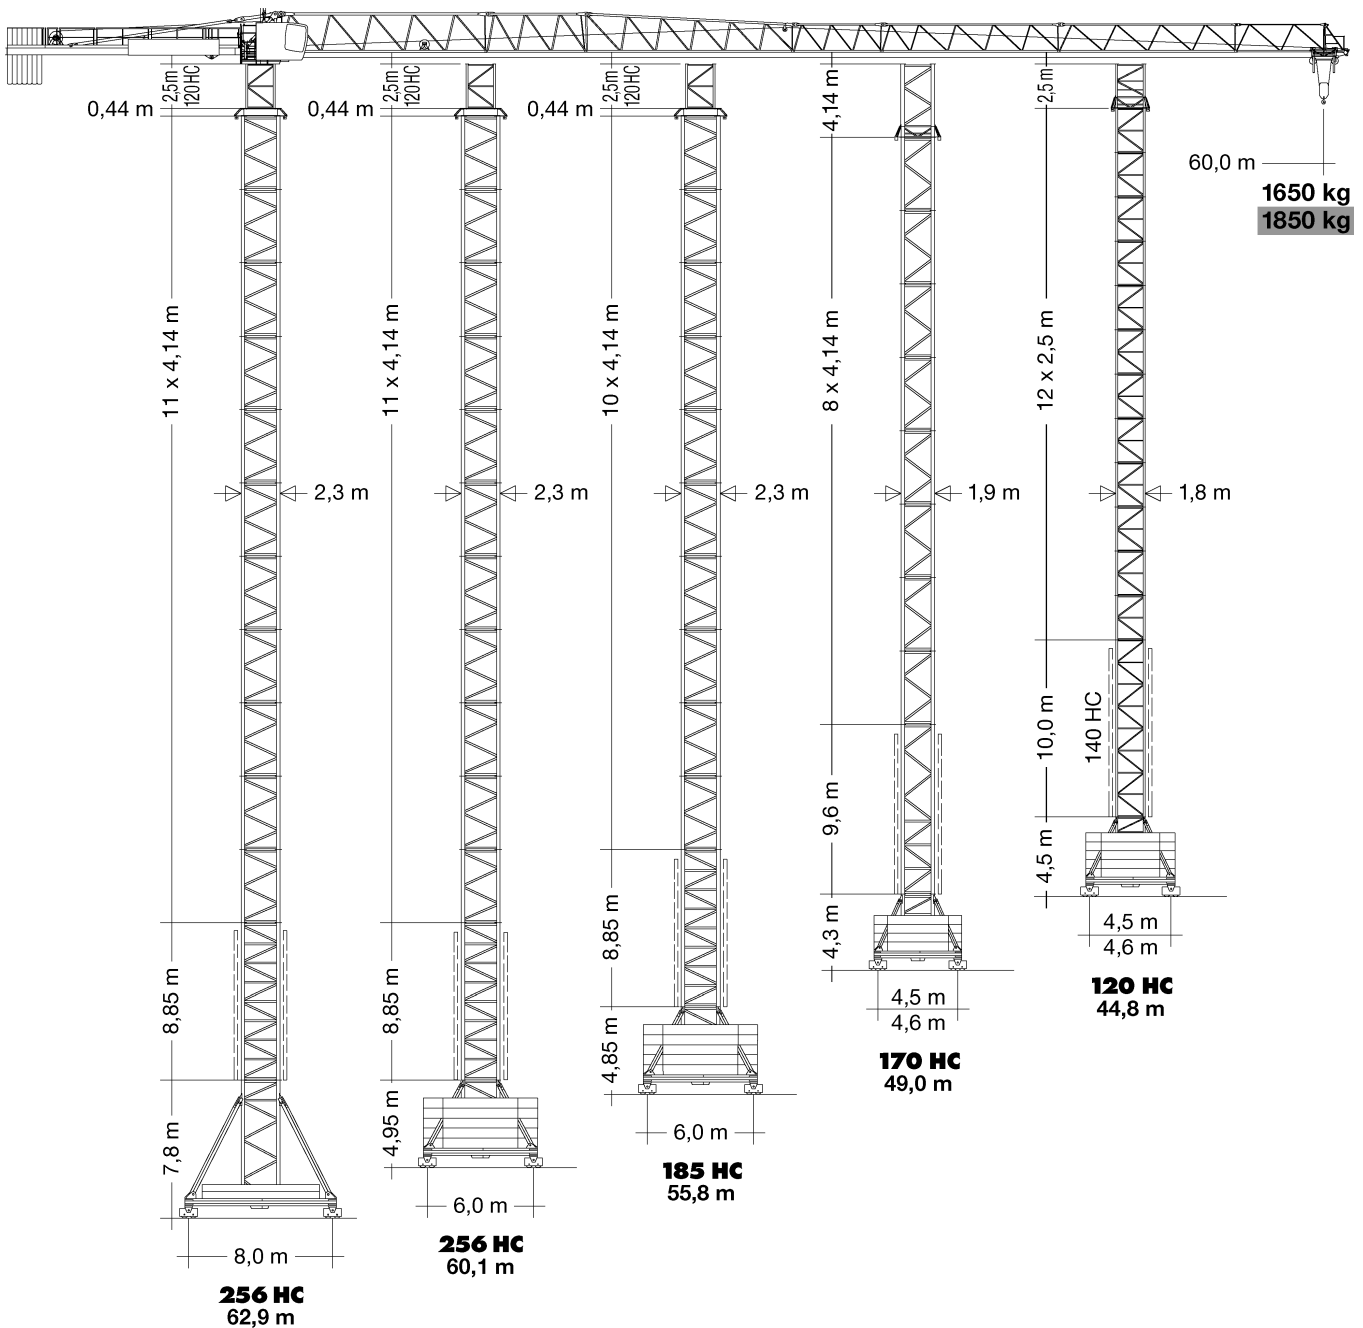 2,5m
120 HC
0,44 m
11 x 4,14 m
2,3 m
8,85 m
7,8 m
8,0 m
256 HC
62,9 m
2,5m
120 HC
0,44 m
11 x 4,14 m
2,3 m
8,85 m
4,95 m
6,0 m
256 HC
60,1 m
2,5m
120 HC
0,44 m
10 x 4,14 m
2,3 m
8,85 m
4,85 m
6,0 m
185 HC
55,8 m
4,14 m
8 x 4,14 m
1,9 m
9,6 m
4,3 m
4,5 m
4,6 m
170 HC
49,0 m
2,5m
12 x 2,5 m
1,8 m
10,0 m
140 HC
4,5 m
4,5 m
4,6 m
120 HC
44,8 m
60,0 m
1650 kg
1850 kg